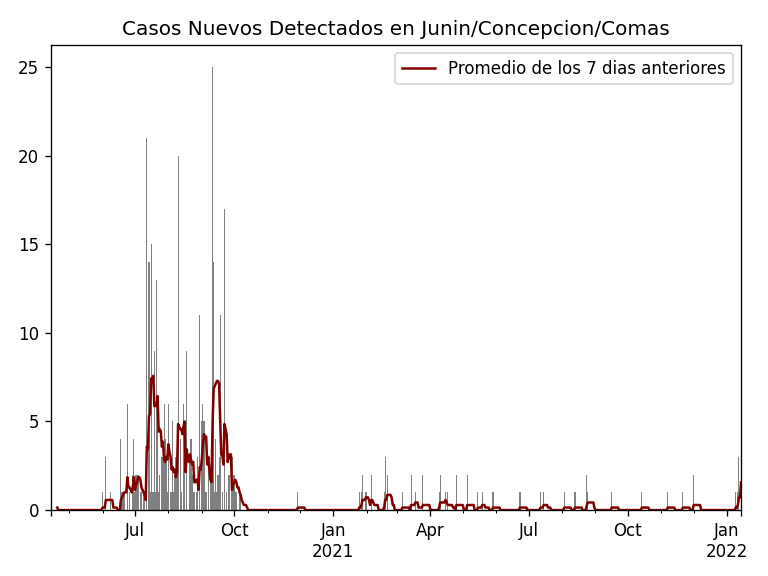 Casos Nuevos Detectados en Junin/Concepcion/Comas
Promedio de los 7 dias anteriores
25
20
15
10
5
0
Jul
Oct
Jan
2021
Apr
Jul
Oct
Jan
2022